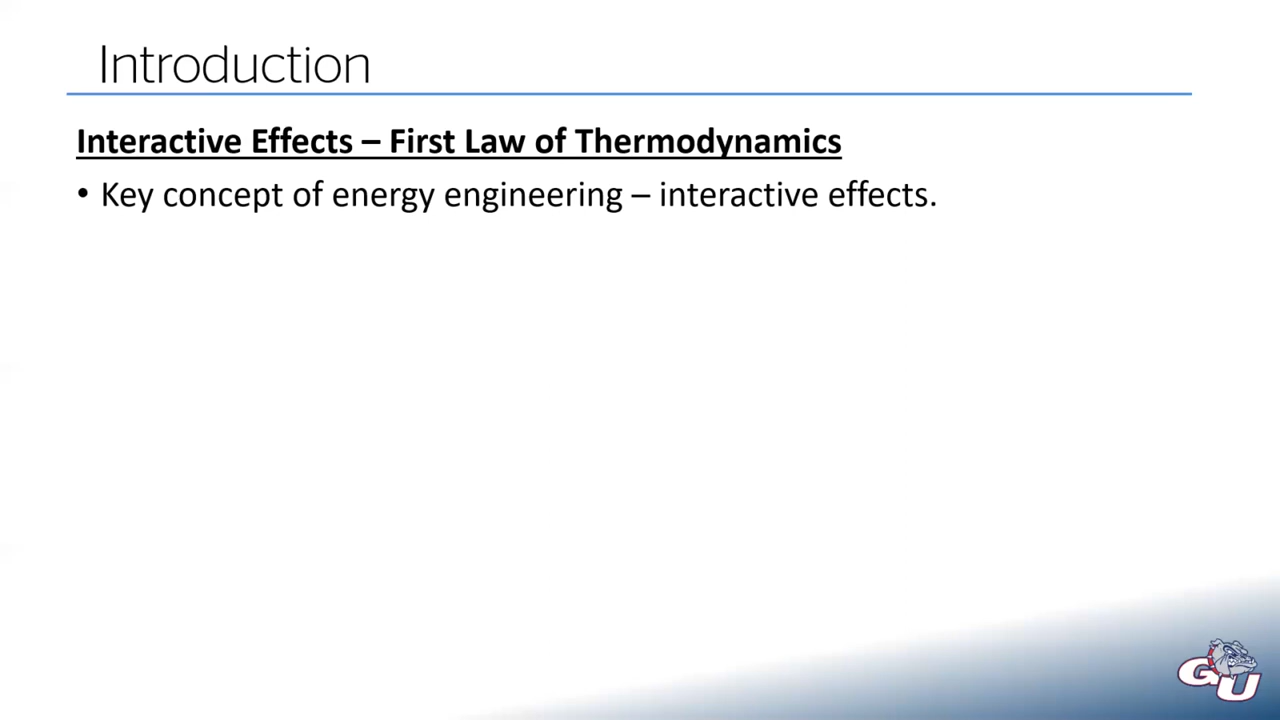 Introduction
Interactive Effects – First Law of Thermodynamics
• Key concept of energy engineering – interactive effects.
GU